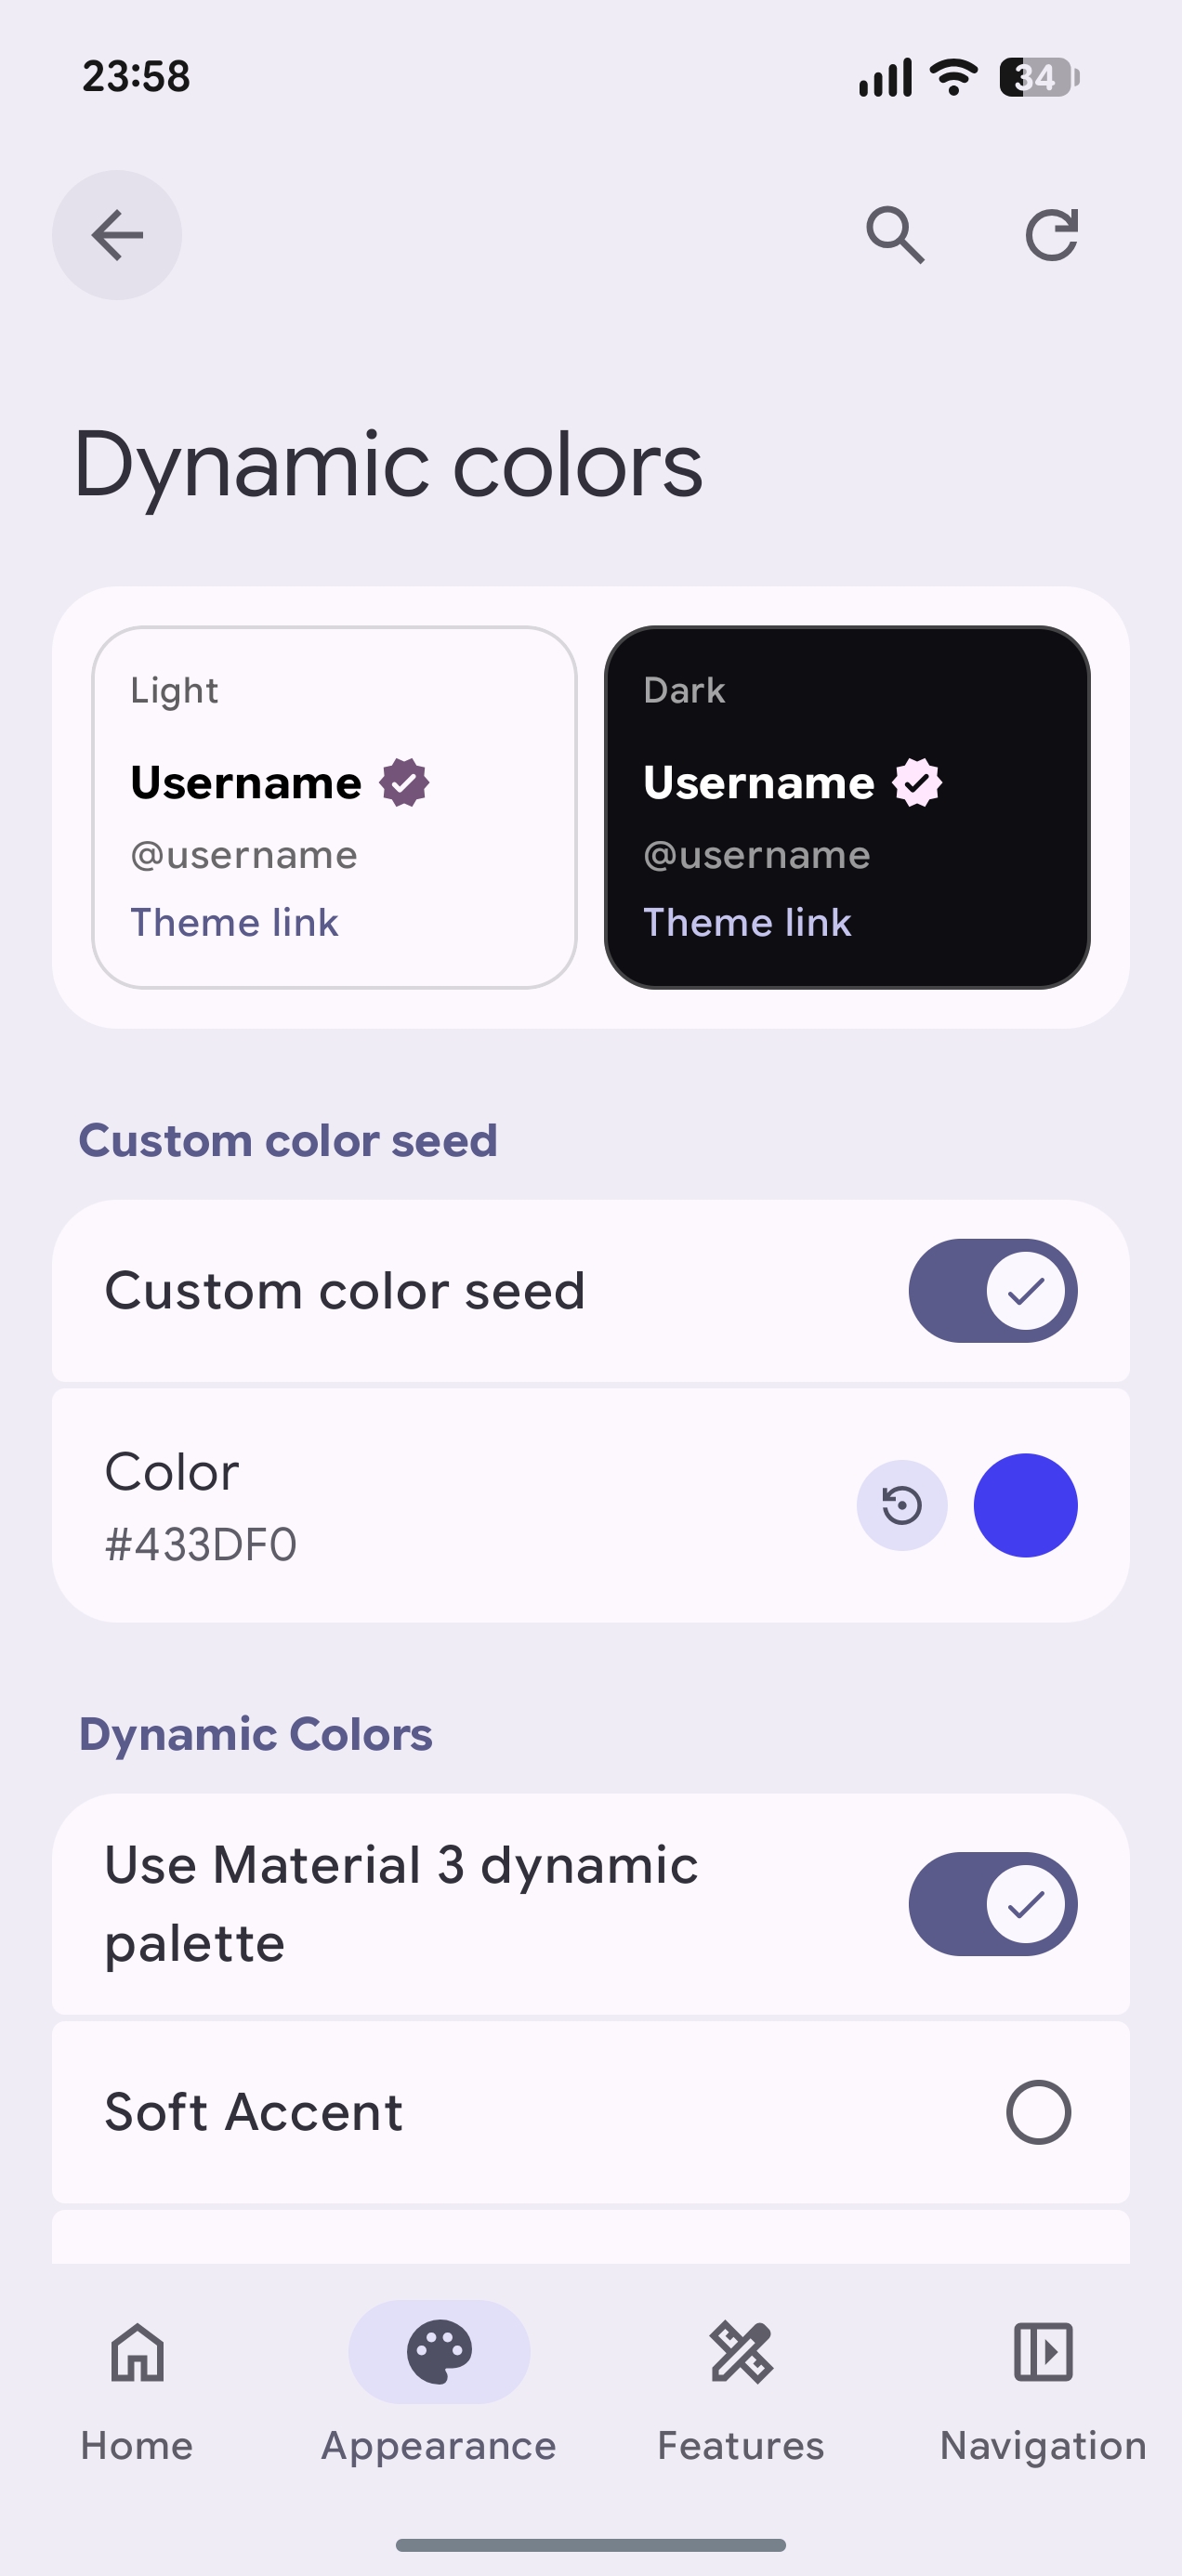 23:58
34
Dynamic colors
Light
Username
@username
Theme link
Dark
Username
@username
Theme link
Custom color seed
Custom color seed
Color
#433DF0
Dynamic Colors
Use Material 3 dynamic
palette
Soft Accent
Home
Appearance
Features
Navigation